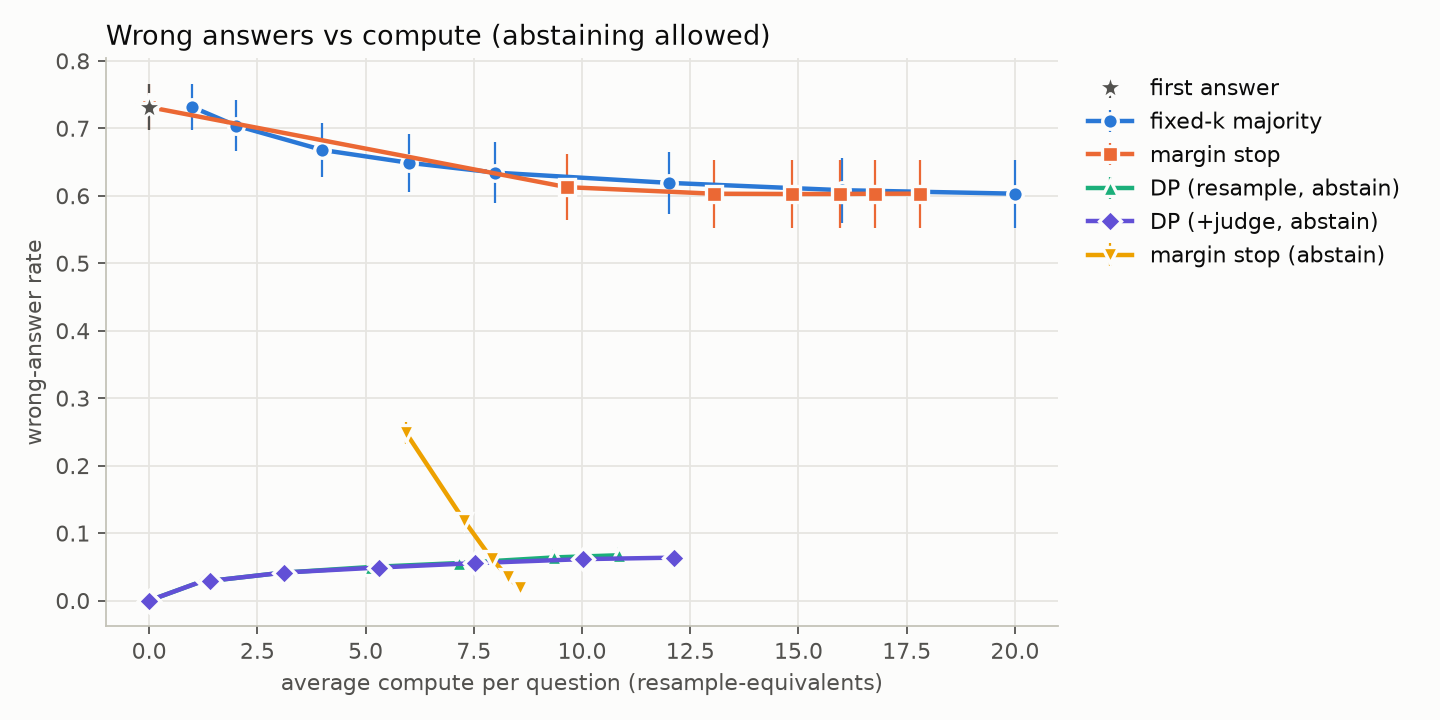 Wrong answers vs compute (abstaining allowed)
0.8
0.7
0.6
0.5
0.4
0.3
0.2
0.1
0.0
wrong-answer rate
0.0 2.5 5.0 7.5 10.0 12.5 15.0 17.5 20.0
average compute per question (resample-equivalents)
first answer
fixed-k majority
margin stop
DP (resample, abstain)
DP (+judge, abstain)
margin stop (abstain)